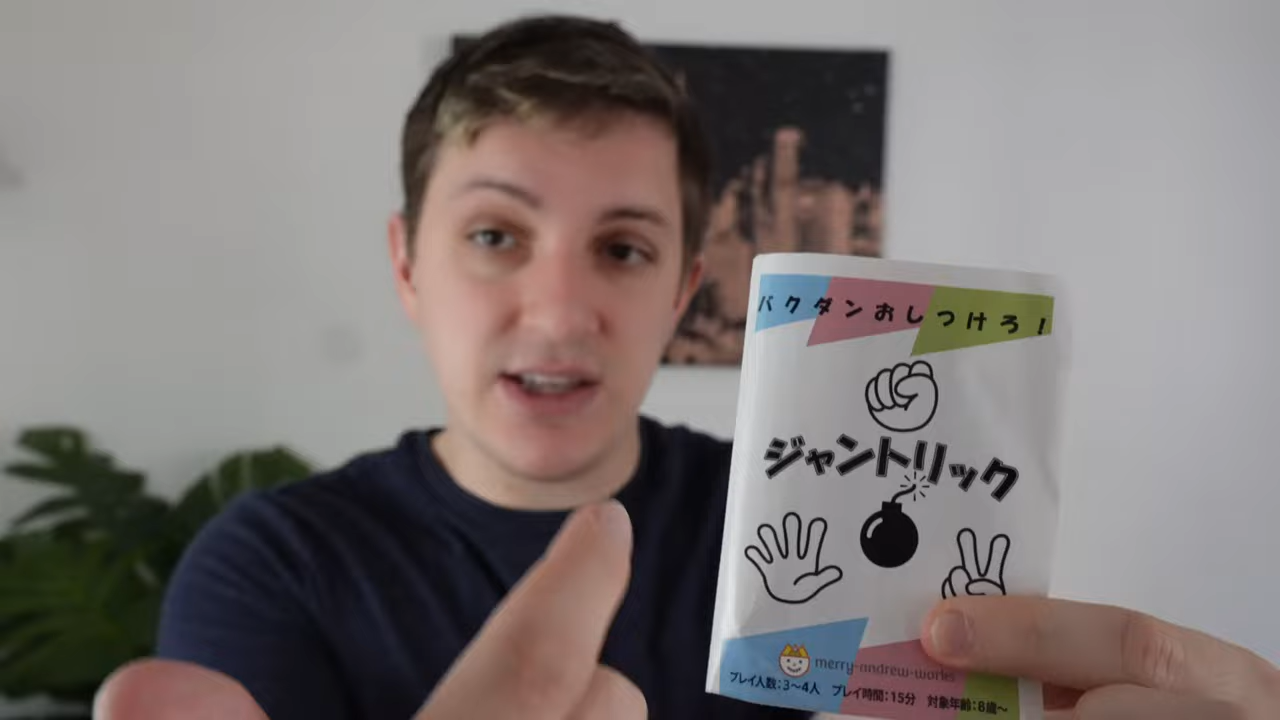 バクダンおしつけろ!
ジャントリック
merry-andrew-works
プレイ人数:3~4人 プレイ時間:15分 対象年齢:8歳~